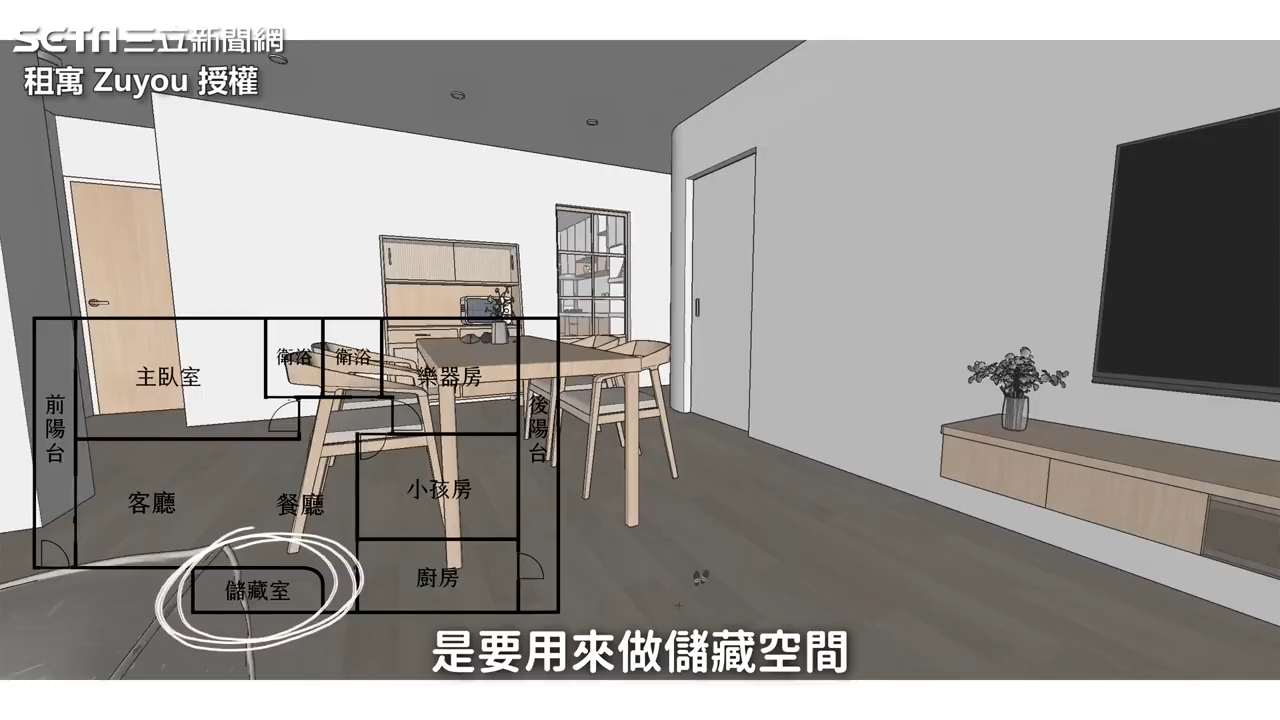 SETN三立新聞網
租寓 Zuyou 授權
主臥室
衛浴
衛浴
樂器房
前陽台
後陽台
客廳
餐廳
小孩房
廚房
儲藏室
是要用來做儲藏空間